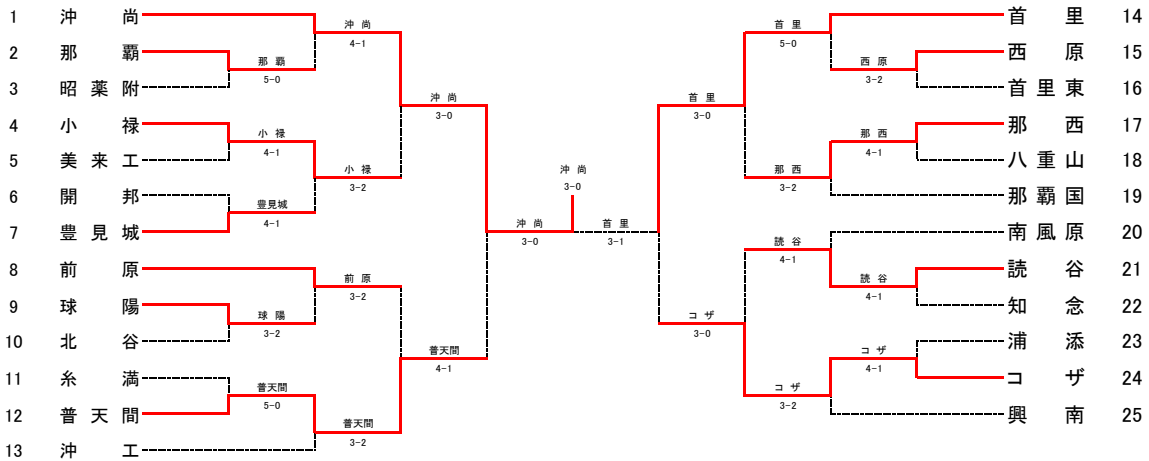 1 沖尚
2 那覇
3 昭薬附
4 小禄
5 美来工
6 開邦
7 豊見城
8 前原
9 球陽
10 北谷
11 糸満
12 普天間
13 沖工
那覇
5-0
小禄
4-1
豊見城
4-1
球陽
3-2
普天間
5-0
沖尚
4-1
小禄
3-2
前原
3-2
普天間
3-2
沖尚
3-0
普天間
4-1
沖尚
3-0
沖尚
3-0
首里
3-1
首里
3-0
コザ
3-0
首里
5-0
那西
3-2
読谷
4-1
コザ
3-2
西原
3-2
那西
4-1
読谷
4-1
コザ
4-1
首里 14
西原 15
首里東 16
那西 17
八重山 18
那覇国 19
南風原 20
読谷 21
知念 22
浦添 23
コザ 24
興南 25